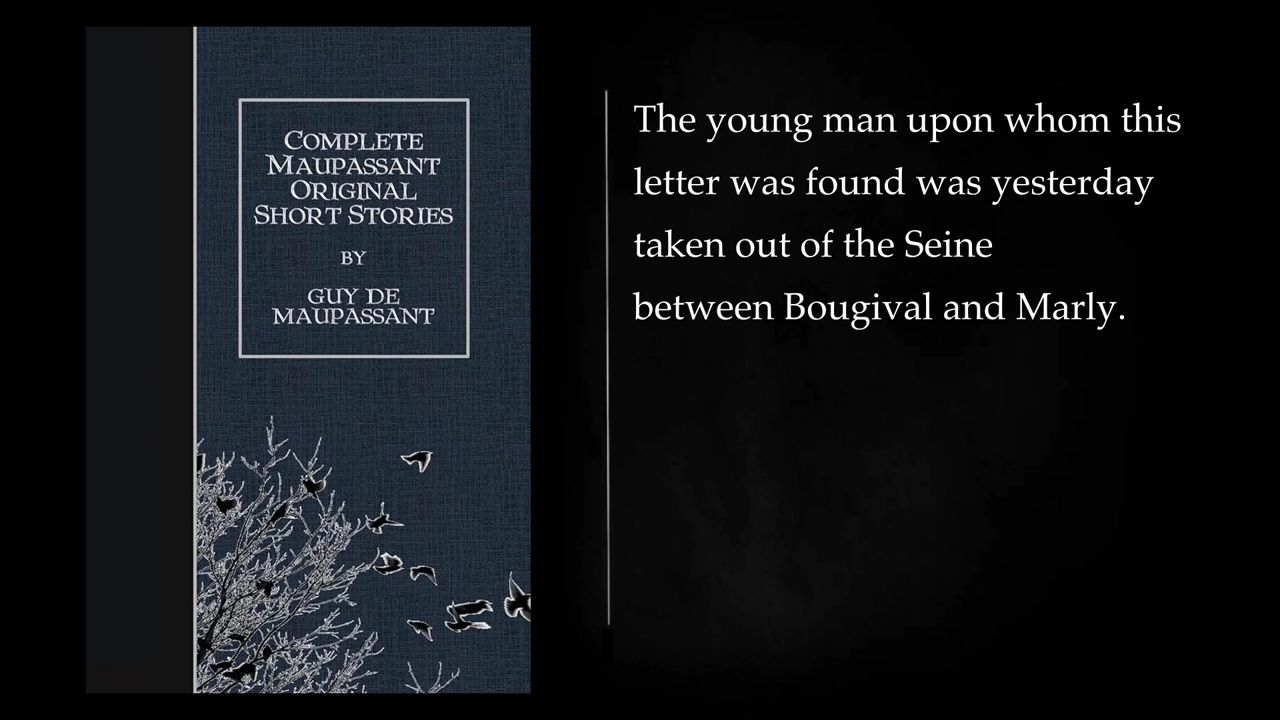 COMPLETE
MAUPASSANT
ORIGINAL
SHORT STORIES
BY
GUY DE
MAUPASSANT
The young man upon whom this
letter was found was yesterday
taken out of the Seine
between Bougival and Marly.